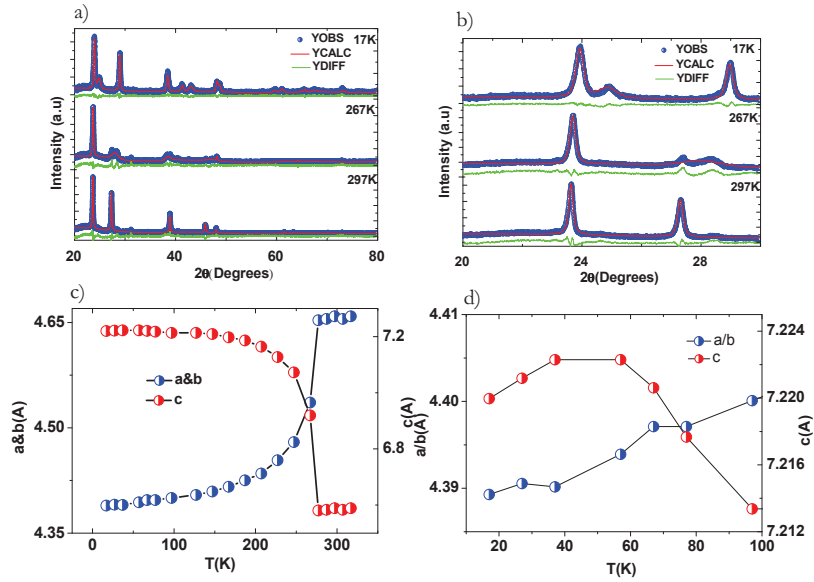 a)
YOBS 17K
YCALC
YDIFF
267K
297K
Intensity (a.u)
20 40 60 80
2θ(Degrees)
b)
YOBS 17K
YCALC
YDIFF
267K
297K
Intensity (a.u)
20 22 24 26 28
2θ(Degrees)
c)
4.65
4.50
4.35
a&b(A)
a&b
c
7.2
6.8
c(A)
0 100 200 300
T(K)
d)
4.41
4.40
4.39
a/b(A)
a/b
c
7.224
7.220
7.216
7.212
c(A)
20 40 60 80 100
T(K)